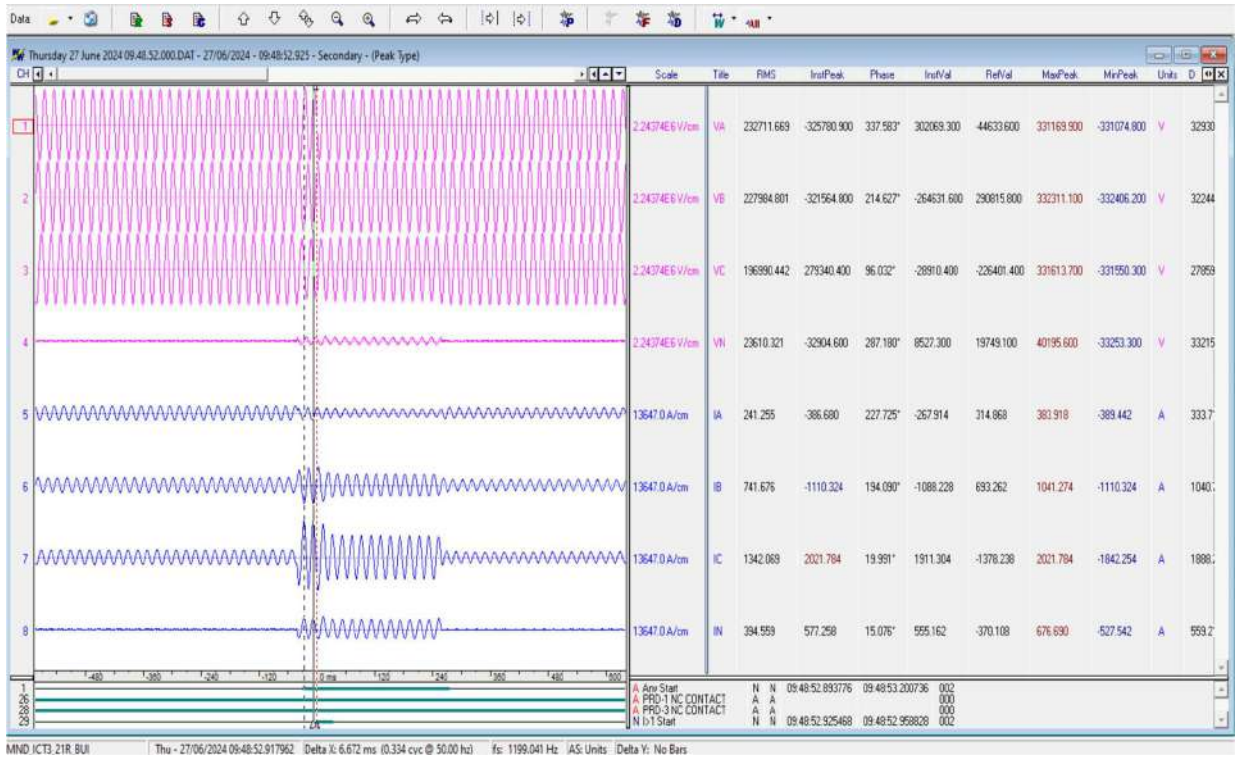 Data:
Thursday 27 June 2024 09.48.52.000.DAT - 27/06/2024 - 09:48:52.925 - Secondary - (Peak Type)
CH Scale Title RMS InstPeak Phase InstVal RefVal MaxPeak MinPeak Units D
1 2.24374E6 V/cm VA 232711.669 -325780.900 337.583° 302069.300 -44633.600 331169.900 -331074.800 V 32930
2 2.24374E6 V/cm VB 227984.801 -321564.800 214.627° -264631.600 290815.800 332311.100 -332406.200 V 32244
3 2.24374E6 V/cm VC 196990.442 279340.400 96.032° -28910.400 -226401.400 331613.700 -331550.300 V 27859
4 2.24374E6 V/cm VN 23610.321 -32904.600 287.180° 8527.300 19749.100 40195.600 -33253.300 V 33215
5 13647.0 A/cm IA 241.255 -386.680 227.725° -267.914 314.868 383.918 -389.442 A 333.7
6 13647.0 A/cm IB 741.676 -1110.324 194.090° -1088.228 693.262 1041.274 -1110.324 A 1040.
7 13647.0 A/cm IC 1342.069 2021.784 19.991° 1911.304 -1378.238 2021.784 -1842.254 A 1888.
8 13647.0 A/cm IN 394.559 577.258 15.076° 555.162 -370.108 676.690 -527.542 A 559.2
-480 -360 -240 -120 0 ms 120 240 360 480 600
1 A Any Start N N 09:48:52.893776 09:48:53.200736 002
26 A PRD-1 NC CONTACT A A 000
28 A PRD-3 NC CONTACT A A 000
29 N I>1 Start N N 09:48:52.925468 09:48:52.958828 002
MND_ICT3_21R_BUI Thu - 27/06/2024 09:48:52.917962 Delta X: 6.672 ms (0.334 cyc @ 50.00 hz) fs: 1199.041 Hz AS: Units Delta Y: No Bars